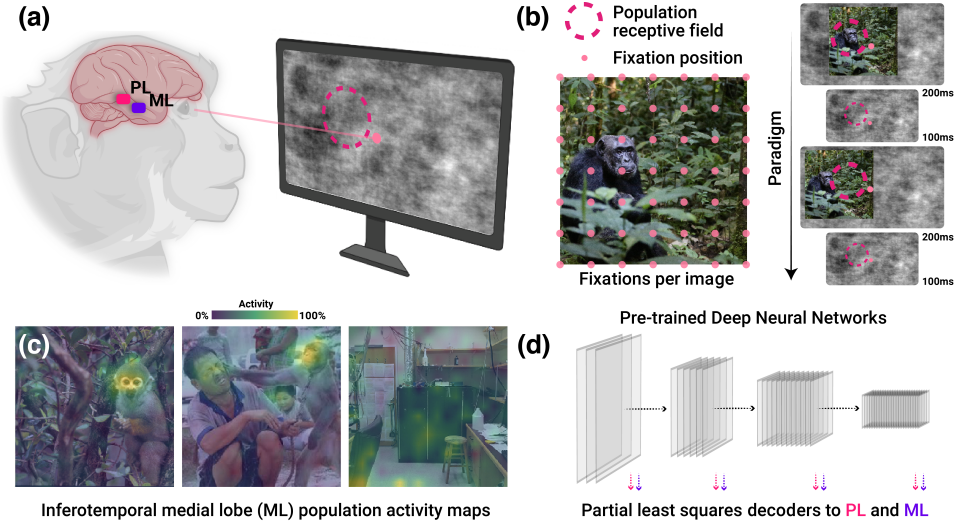 (a)
PL
ML
(b)
Population
receptive field
Fixation position
Fixations per image
Paradigm
200ms
100ms
200ms
100ms
Activity
0%
100%
(c)
Inferotemporal medial lobe (ML) population activity maps
Pre-trained Deep Neural Networks
(d)
Partial least squares decoders to PL and ML